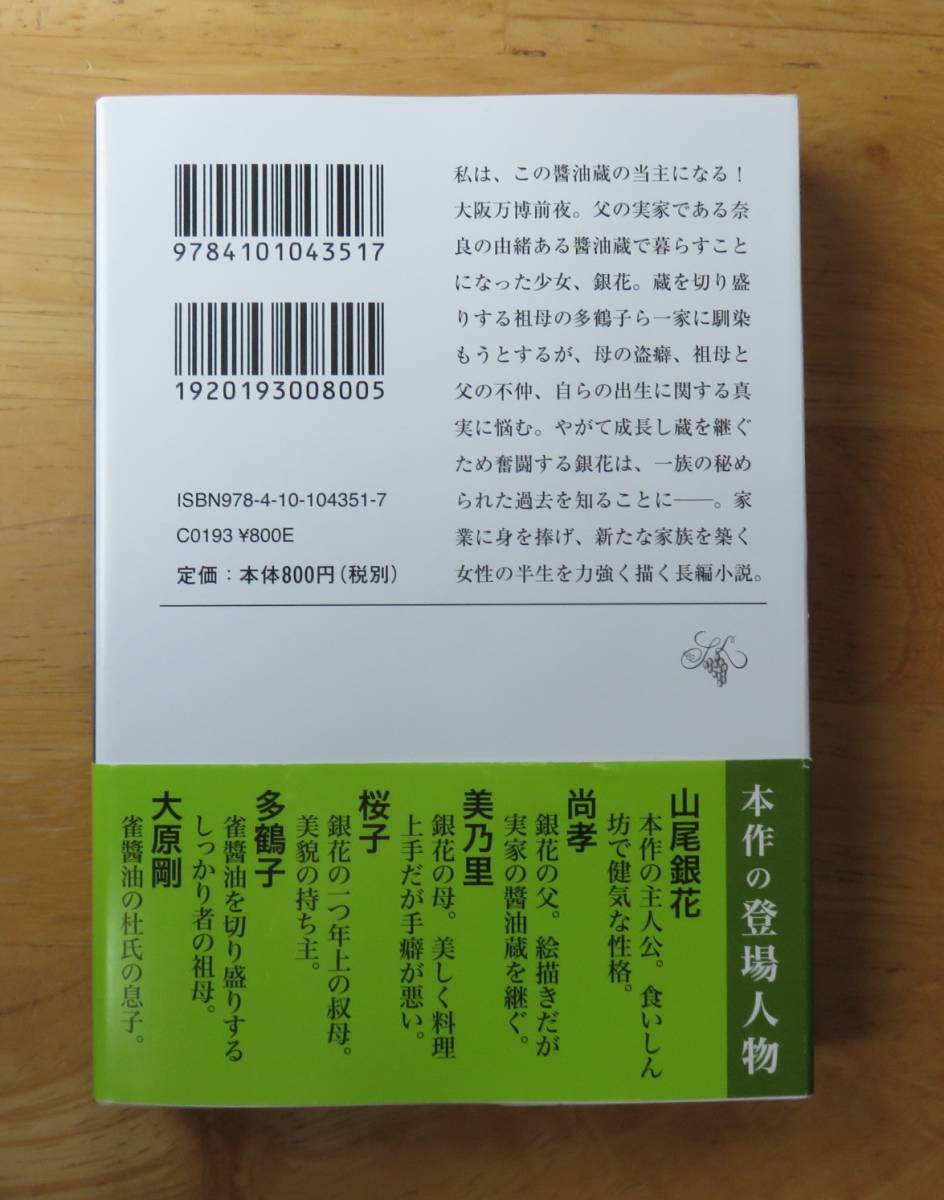 9784101043517
1920193008005
ISBN978-4-10-104351-7
C0193 ¥800E
定価：本体800円（税別）
私は、この醬油蔵の当主になる！
大阪万博前夜。父の実家である奈
良の由緒ある醬油蔵で暮らすこと
になった少女、銀花。蔵を切り盛
りする祖母の多鶴子ら一家に馴染
もうとするが、母の盗癖、祖母と
父の不仲、自らの出生に関する真
実に悩む。やがて成長し蔵を継ぐ
ため奮闘する銀花は、一族の秘め
られた過去を知ることに――。家
業に身を捧げ、新たな家族を築く
女性の半生を力強く描く長編小説。
本作の登場人物
山尾銀花
本作の主人公。食いしん
坊で健気な性格。
尚孝
銀花の父。絵描きだが
実家の醬油蔵を継ぐ。
美乃里
銀花の母。美しく料理
上手だが手癖が悪い。
桜子
銀花の一つ年上の叔母。
美貌の持ち主。
多鶴子
雀醬油を切り盛りする
しっかり者の祖母。
大原剛
雀醬油の杜氏の息子。